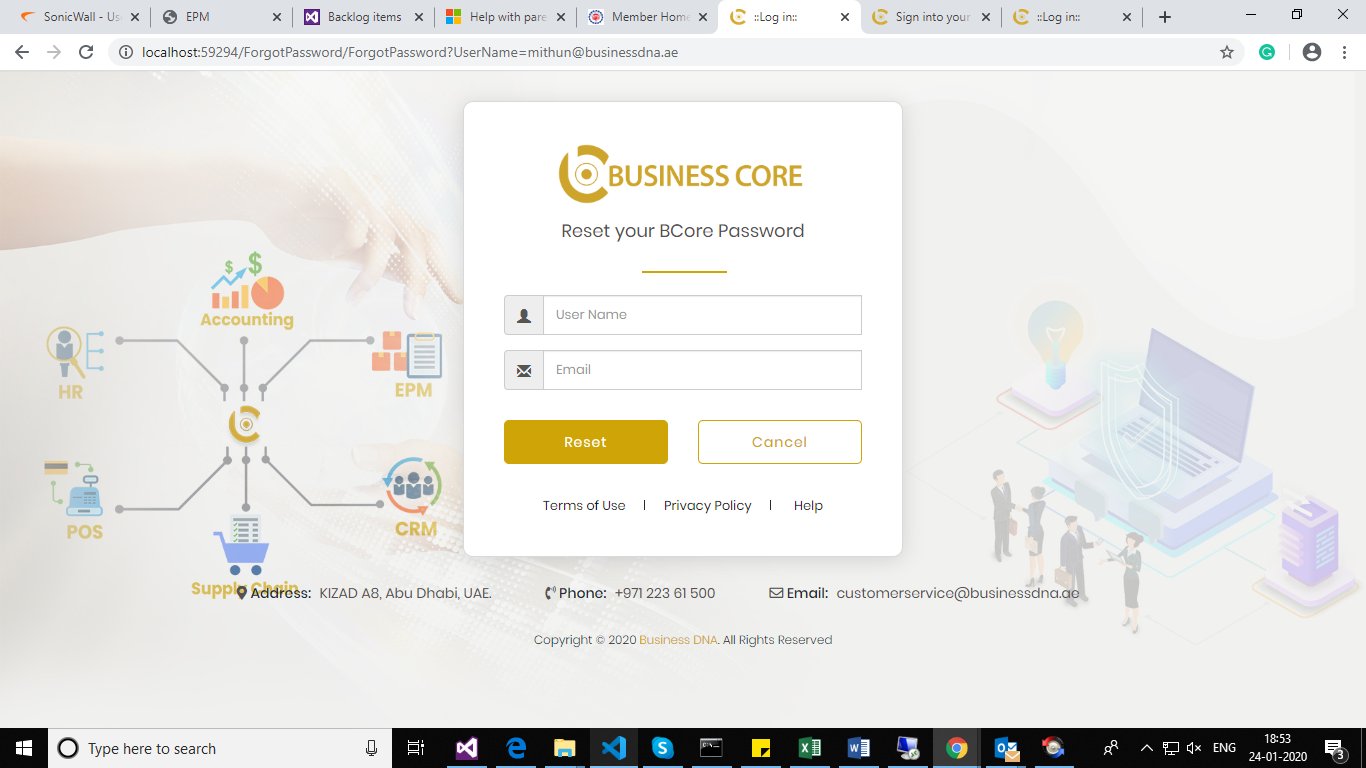 SonicWall - Us
EPM
Backlog items
Help with pare
Member Home
::Log in::
Sign into your
::Log in::
localhost:59294/ForgotPassword/ForgotPassword?UserName=mithun@businessdna.ae
BUSINESS CORE
Reset your BCore Password
User Name
Email
Reset
Cancel
Terms of Use | Privacy Policy | Help
$ $
Accounting
HR
EPM
POS
CRM
Supply Chain
Address: KIZAD A8, Abu Dhabi, UAE. Phone: +971 223 61 500 Email: customerservice@businessdna.ae
Copyright © 2020 Business DNA. All Rights Reserved
Type here to search
ENG
18:53
24-01-2020
3